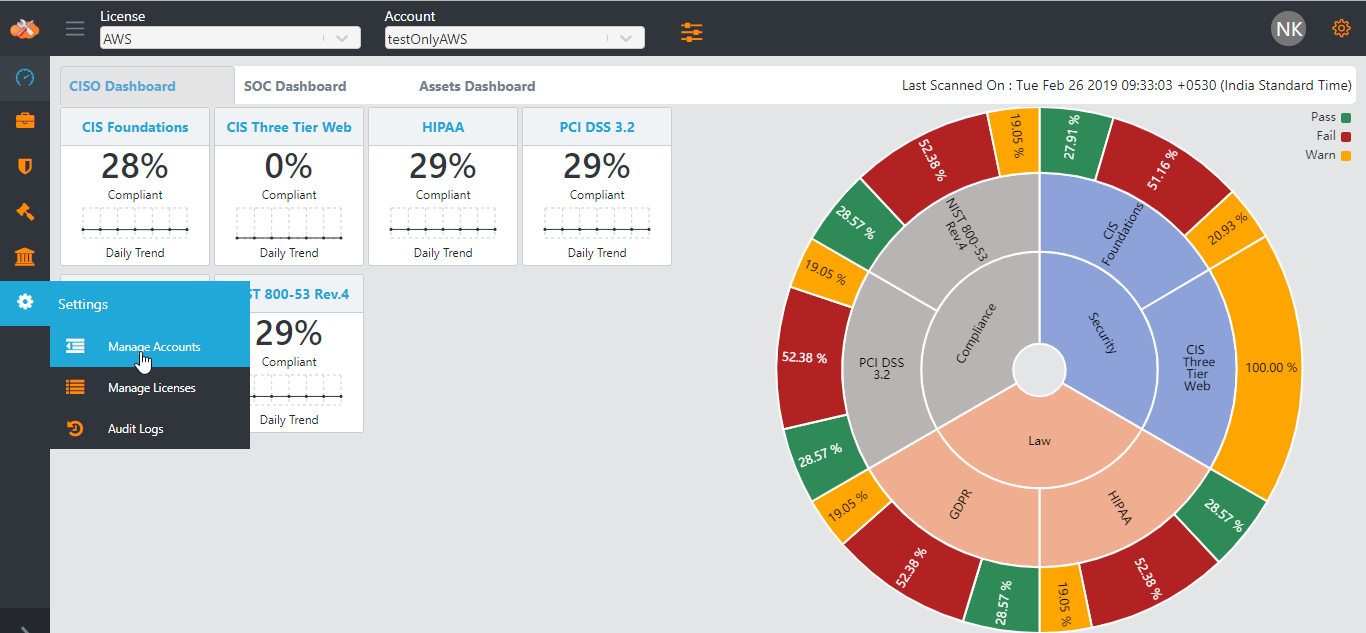 License
AWS
Account
testOnlyAWS
NK
CISO Dashboard
SOC Dashboard
Assets Dashboard
Last Scanned On : Tue Feb 26 2019 09:33:03 +0530 (India Standard Time)
CIS Foundations
28%
Compliant
Daily Trend
CIS Three Tier Web
0%
Compliant
Daily Trend
HIPAA
29%
Compliant
Daily Trend
PCI DSS 3.2
29%
Compliant
Daily Trend
Settings
Manage Accounts
Manage Licenses
Audit Logs
ST 800-53 Rev.4
29%
Compliant
Daily Trend
Pass
Fail
Warn
27.91 %
51.16 %
20.93 %
100.00 %
28.57 %
52.38 %
19.05 %
28.57 %
52.38 %
19.05 %
28.57 %
52.38 %
19.05 %
28.57 %
52.38 %
19.05 %
NIST 800-53
Rev.4
CIS
Foundations
CIS
Three
Tier
Web
HIPAA
GDPR
PCI DSS
3.2
Compliance
Security
Law